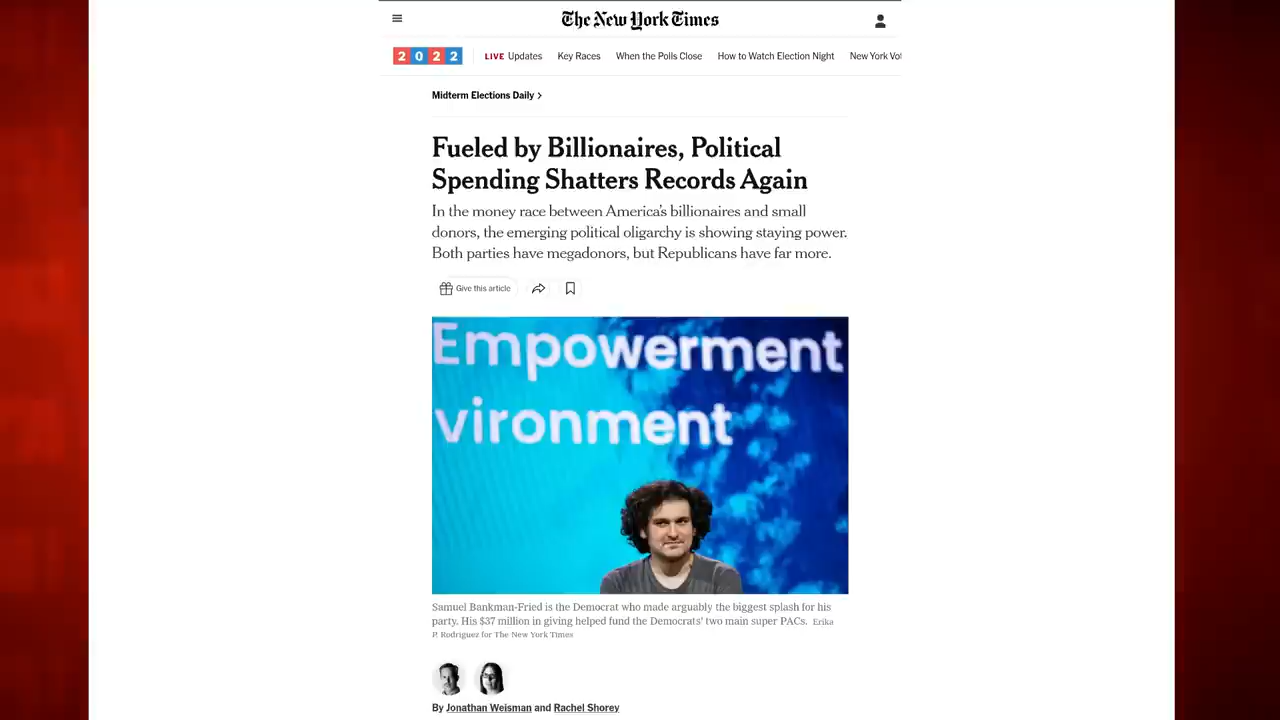 The New York Times
2022 LIVE Updates Key Races When the Polls Close How to Watch Election Night New York Vot
Midterm Elections Daily >
Fueled by Billionaires, Political
Spending Shatters Records Again
In the money race between America's billionaires and small
donors, the emerging political oligarchy is showing staying power.
Both parties have megadonors, but Republicans have far more.
Give this article
Empowerment
vironment
Samuel Bankman-Fried is the Democrat who made arguably the biggest splash for his
party. His $37 million in giving helped fund the Democrats' two main super PACs. Erika
P. Rodriguez for The New York Times
By Jonathan Weisman and Rachel Shorey